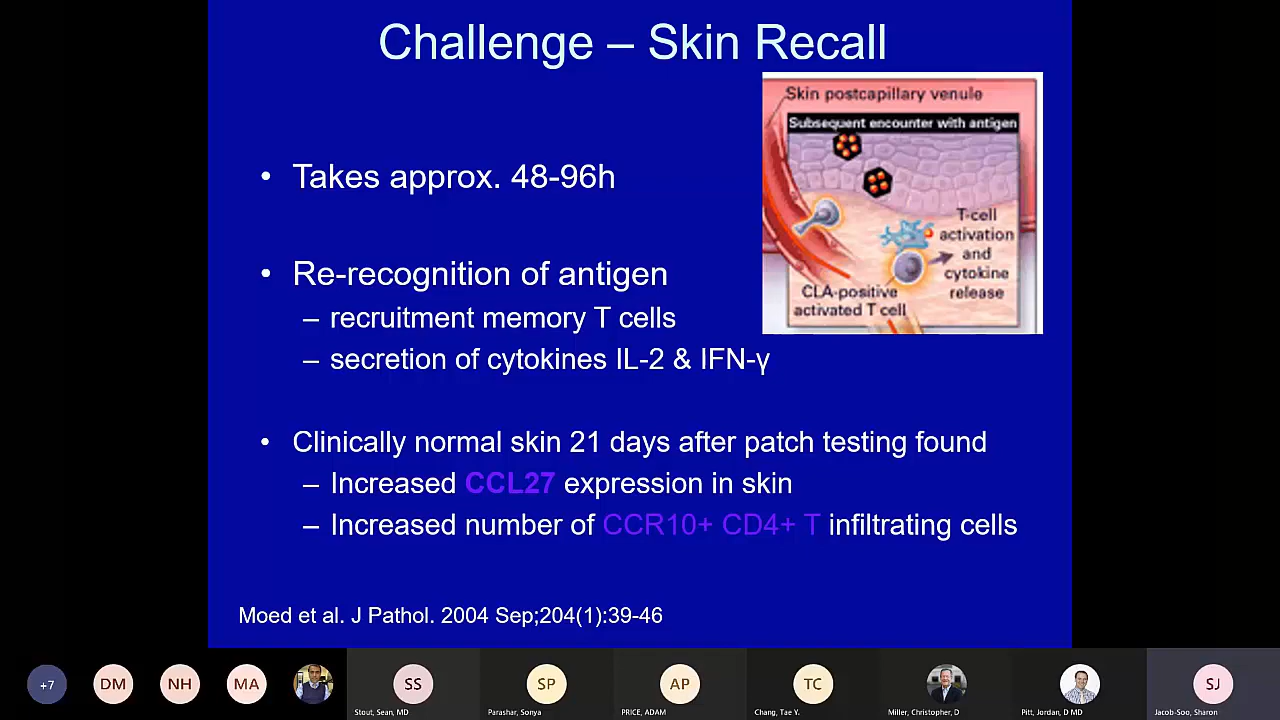 Challenge – Skin Recall
Skin postcapillary venule
Subsequent encounter with antigen
T-cell
activation
and
cytokine
release
CLA-positive
activated T cell
• Takes approx. 48-96h
• Re-recognition of antigen
– recruitment memory T cells
– secretion of cytokines IL-2 & IFN-γ
• Clinically normal skin 21 days after patch testing found
– Increased CCL27 expression in skin
– Increased number of CCR10+ CD4+ T infiltrating cells
Moed et al. J Pathol. 2004 Sep;204(1):39-46
+7
DM
NH
MA
SS
SP
AP
TC
SJ
Stout, Sean, MD
Parashar, Sonya
PRICE, ADAM
Chang, Tae Y.
Miller, Christopher, D
Pitt, Jordan, D MD
Jacob-Soo, Sharon